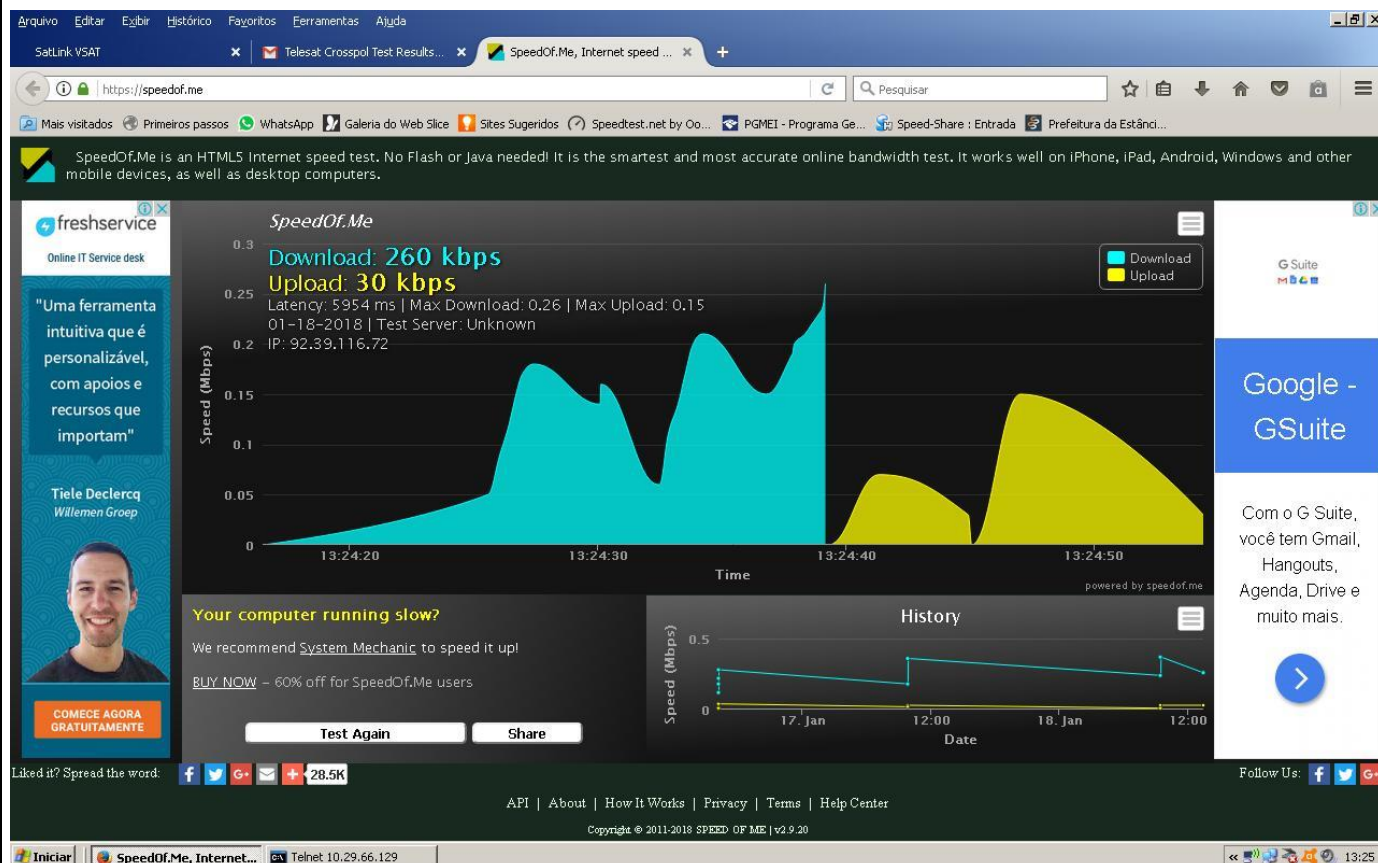 Arquivo Editar Exibir Histórico Favoritos Ferramentas Ajuda
SatLink VSAT
Telesat Crosspol Test Results...
SpeedOf.Me, Internet speed ...
https://speedof.me
Pesquisar
Mais visitados Primeiros passos WhatsApp Galeria do Web Slice Sites Sugeridos Speedtest.net by Oo... PGMEI - Programa Ge... Speed-Share : Entrada Prefeitura da Estânci...
SpeedOf.Me is an HTML5 Internet speed test. No Flash or Java needed! It is the smartest and most accurate online bandwidth test. It works well on iPhone, iPad, Android, Windows and other
mobile devices, as well as desktop computers.
freshservice
Online IT Service desk
"Uma ferramenta
intuitiva que é
personalizável,
com apoios e
recursos que
importam"
Tiele Declercq
Willemen Groep
COMECE AGORA
GRATUITAMENTE
SpeedOf.Me
Download: 260 kbps
Upload: 30 kbps
Latency: 5954 ms | Max Download: 0.26 | Max Upload: 0.15
01-18-2018 | Test Server: Unknown
IP: 92.39.116.72
Download
Upload
Speed (Mbps)
0.3
0.25
0.2
0.15
0.1
0.05
0
13:24:20 13:24:30 13:24:40 13:24:50
Time
powered by speedof.me
Your computer running slow?
We recommend System Mechanic to speed it up!
BUY NOW – 60% off for SpeedOf.Me users
Test Again
Share
History
Speed (Mbps)
0.5
0
17. Jan 12:00 18. Jan 12:00
Date
G Suite
Google -
GSuite
Com o G Suite,
você tem Gmail,
Hangouts,
Agenda, Drive e
muito mais.
Liked it? Spread the word:
28.5K
Follow Us:
API | About | How It Works | Privacy | Terms | Help Center
Copyright © 2011-2018 SPEED OF ME | v2.9.20
Iniciar
SpeedOf.Me, Internet...
Telnet 10.29.66.129
13:25